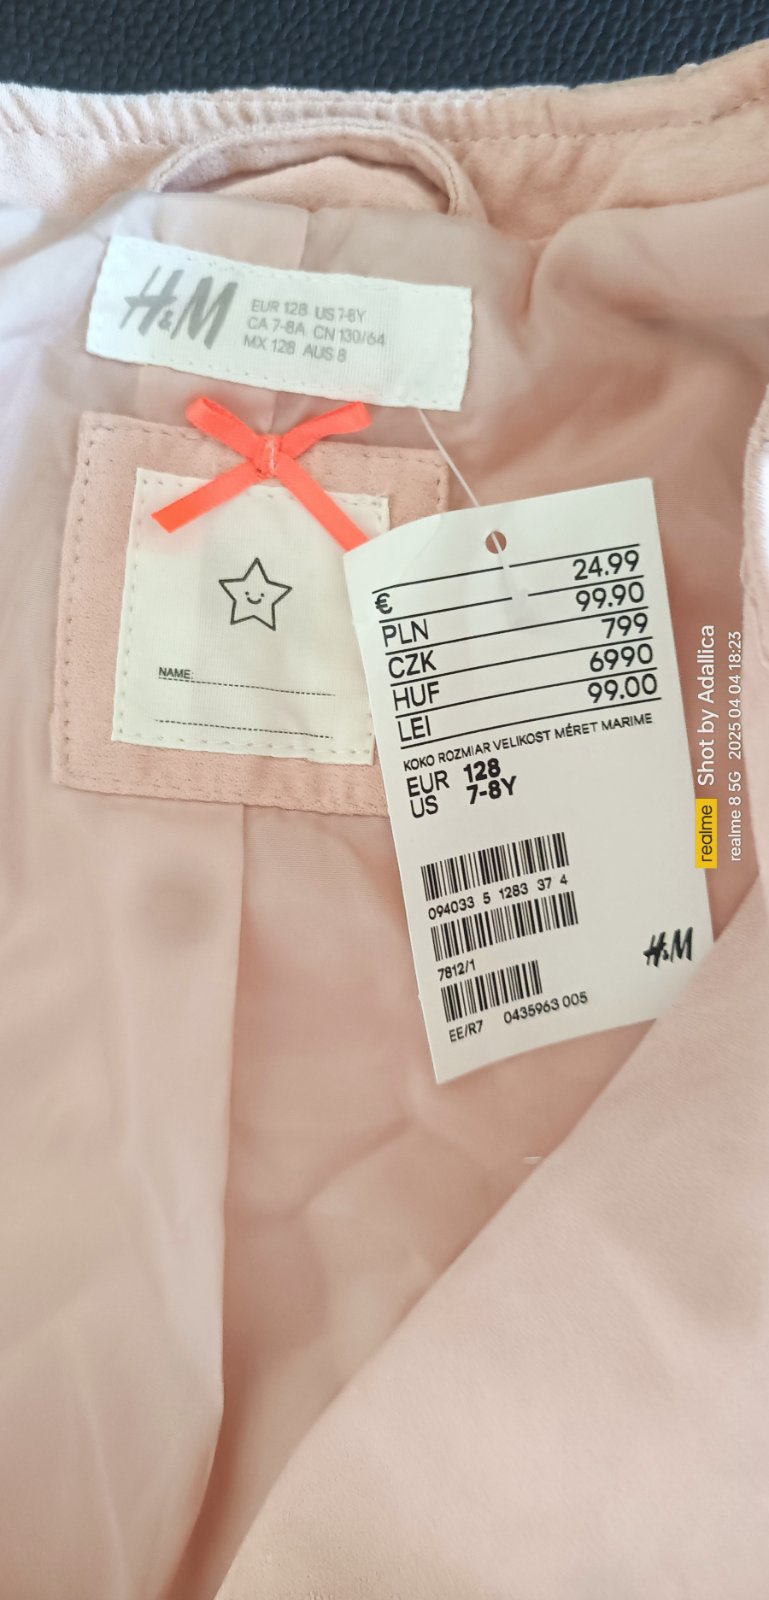 H&M
EUR 128 US 7-8Y
CA 7-8A CN 130/64
MX 128 AUS 8
NAME:
€ 24.99
PLN 99.90
CZK 799
HUF 6990
LEI 99.00
KOKO ROZMIAR VELIKOST MÉRET MARIME
EUR 128
US 7-8Y
094033 5 1283 37 4
7812/1
H&M
EE/R7 0435963 005
realme Shot by Adallica
realme 8 5G 2025 04 04 18:23